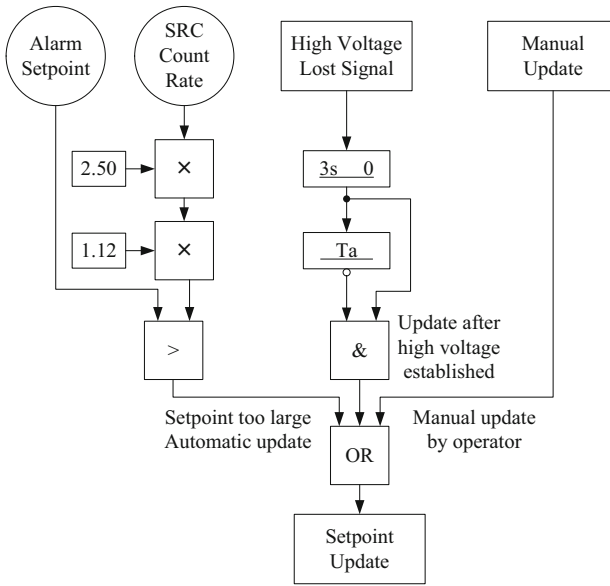 Alarm
Setpoint
SRC
Count
Rate
High Voltage
Lost Signal
Manual
Update
2.50
×
3s 0
1.12
×
Ta
>
&
Update after
high voltage
established
Setpoint too large
Automatic update
Manual update
by operator
OR
Setpoint
Update